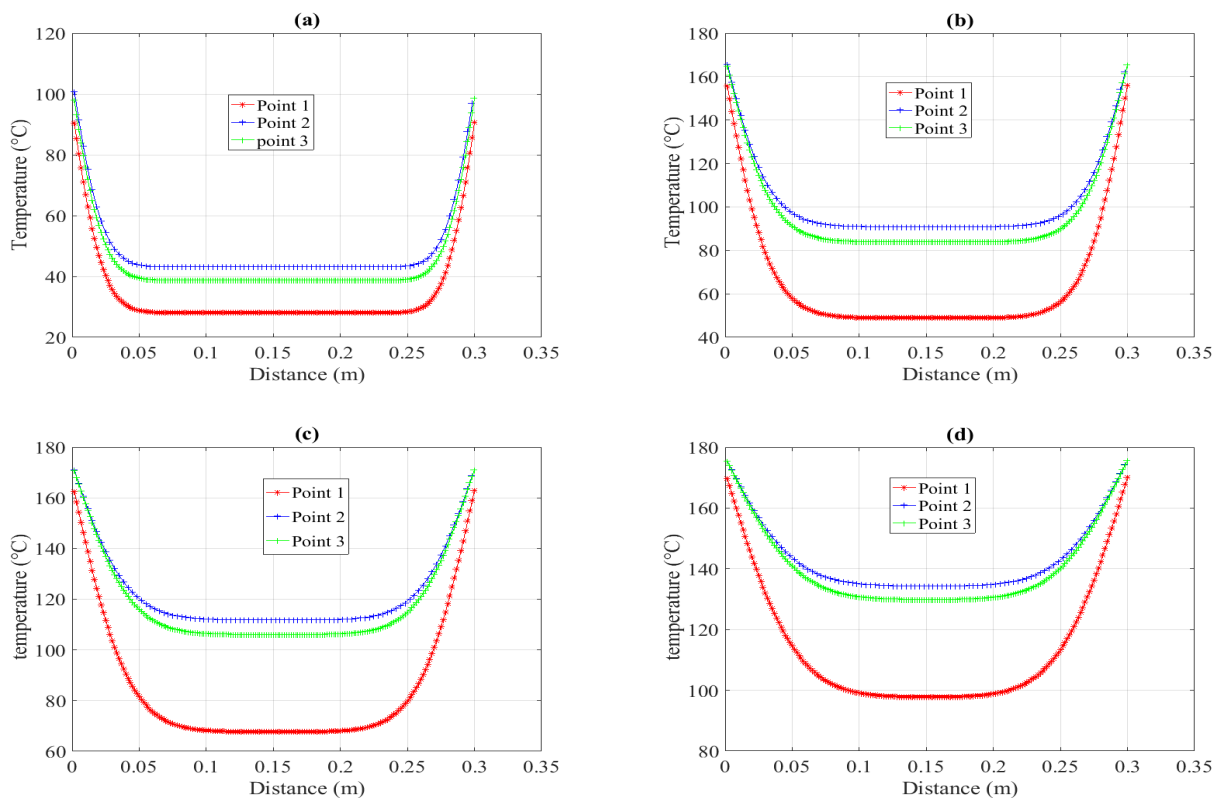 (a)
120
100
80
60
40
20
Temperature (°C)
Point 1
Point 2
point 3
0 0.05 0.1 0.15 0.2 0.25 0.3 0.35
Distance (m)
(b)
180
160
140
120
100
80
60
40
Temperature (°C)
Point 1
Point 2
Point 3
0 0.05 0.1 0.15 0.2 0.25 0.3 0.35
Distance (m)
(c)
180
160
140
120
100
80
60
temperature (°C)
Point 1
Point 2
Point 3
0 0.05 0.1 0.15 0.2 0.25 0.3 0.35
Distance (m)
(d)
180
160
140
120
100
80
temperature (°C)
Point 1
Point 2
Point 3
0 0.05 0.1 0.15 0.2 0.25 0.3 0.35
Distance (m)